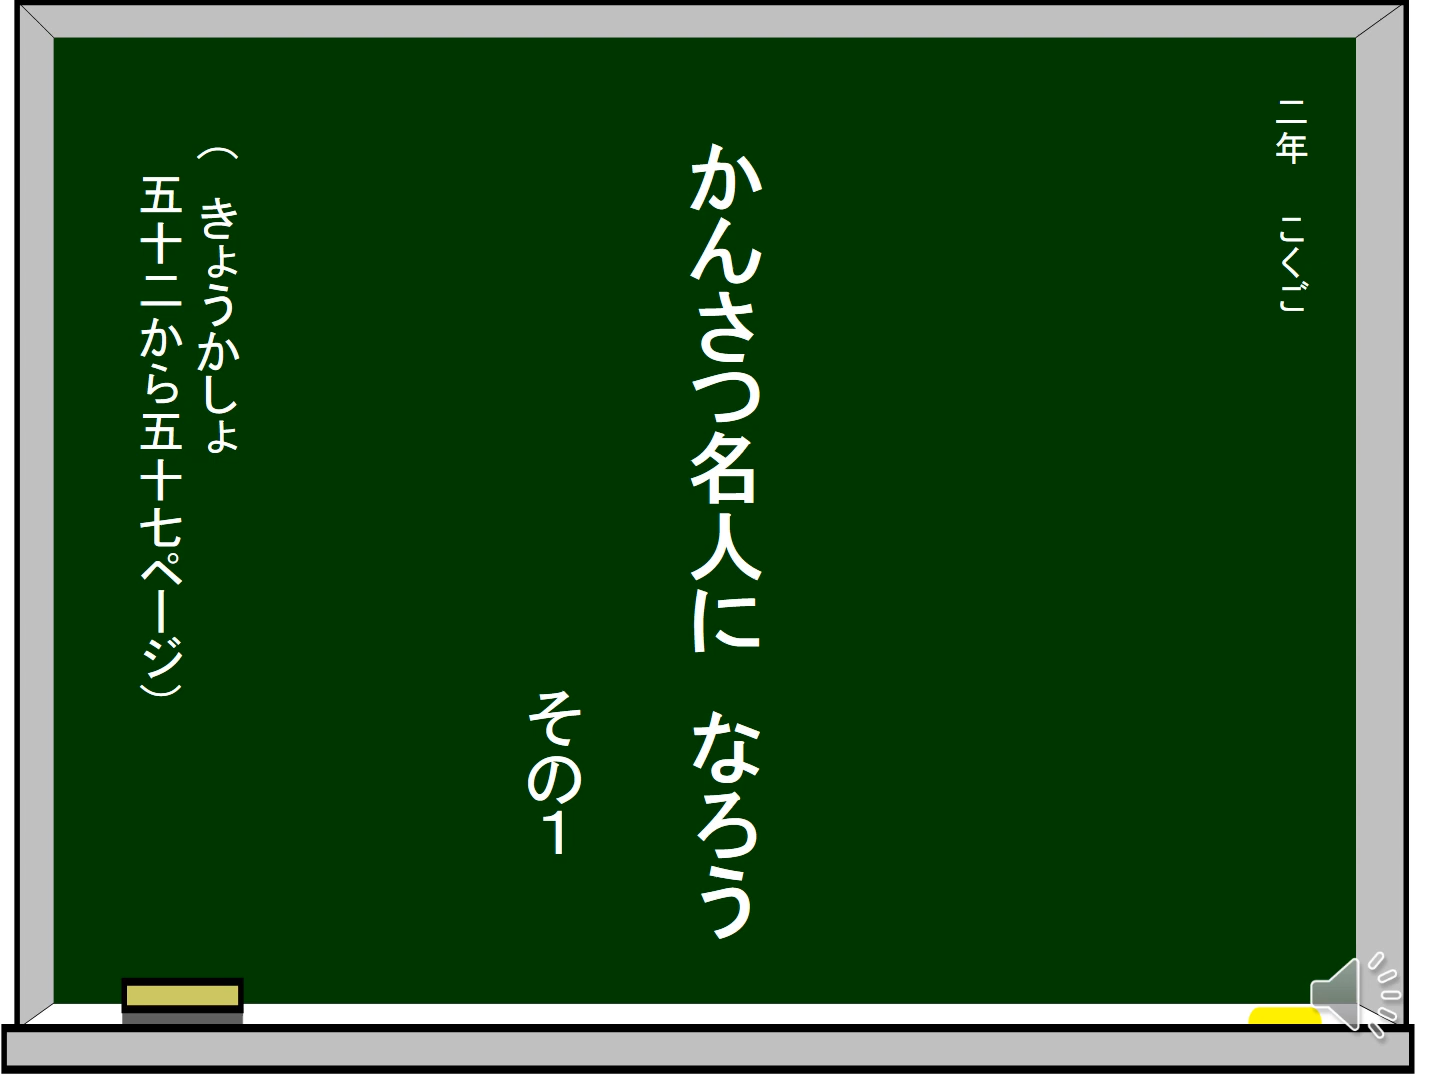 二年　こくご
かんさつ名人に　なろう
その１
（　きょうかしょ
五十二から五十七ページ）